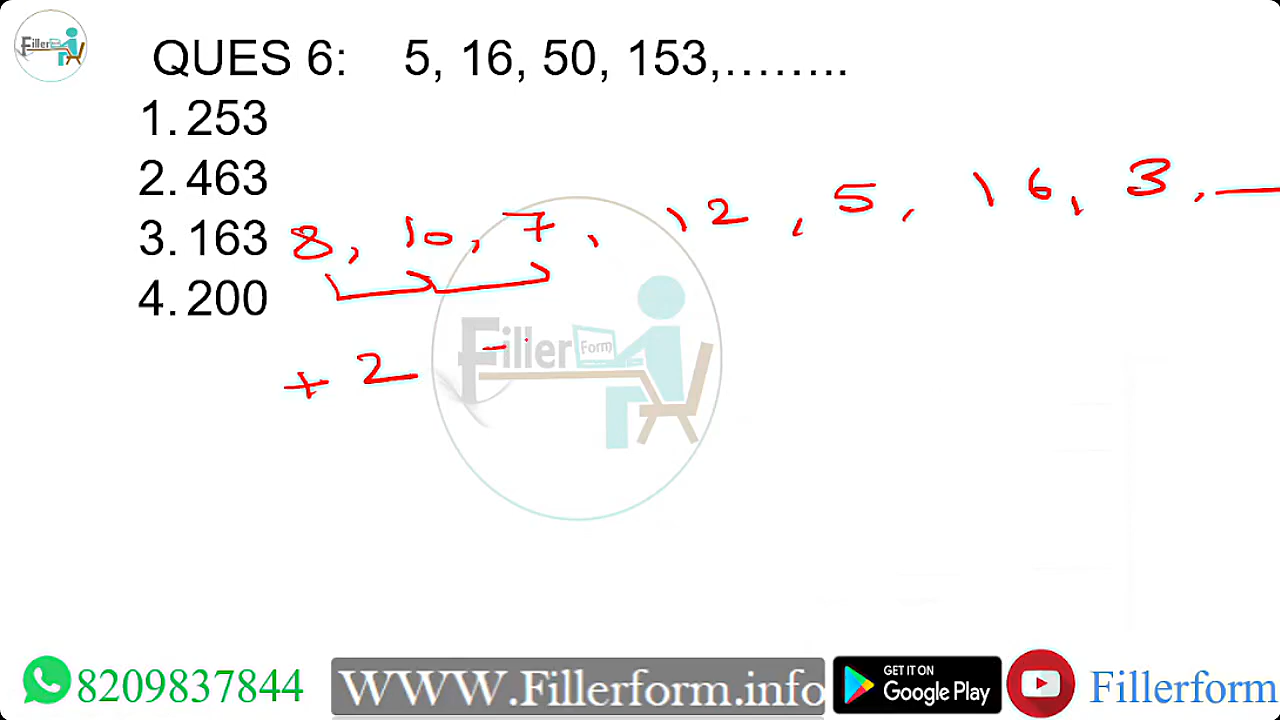 Filler
QUES 6: 5, 16, 50, 153,........
1. 253
2. 463
3. 163
4. 200
8, 10, 7, 12, 5, 16, 3, —
+2 -
Filler Form
8209837844
WWW.Fillerform.info
GET IT ON
Google Play
Fillerform